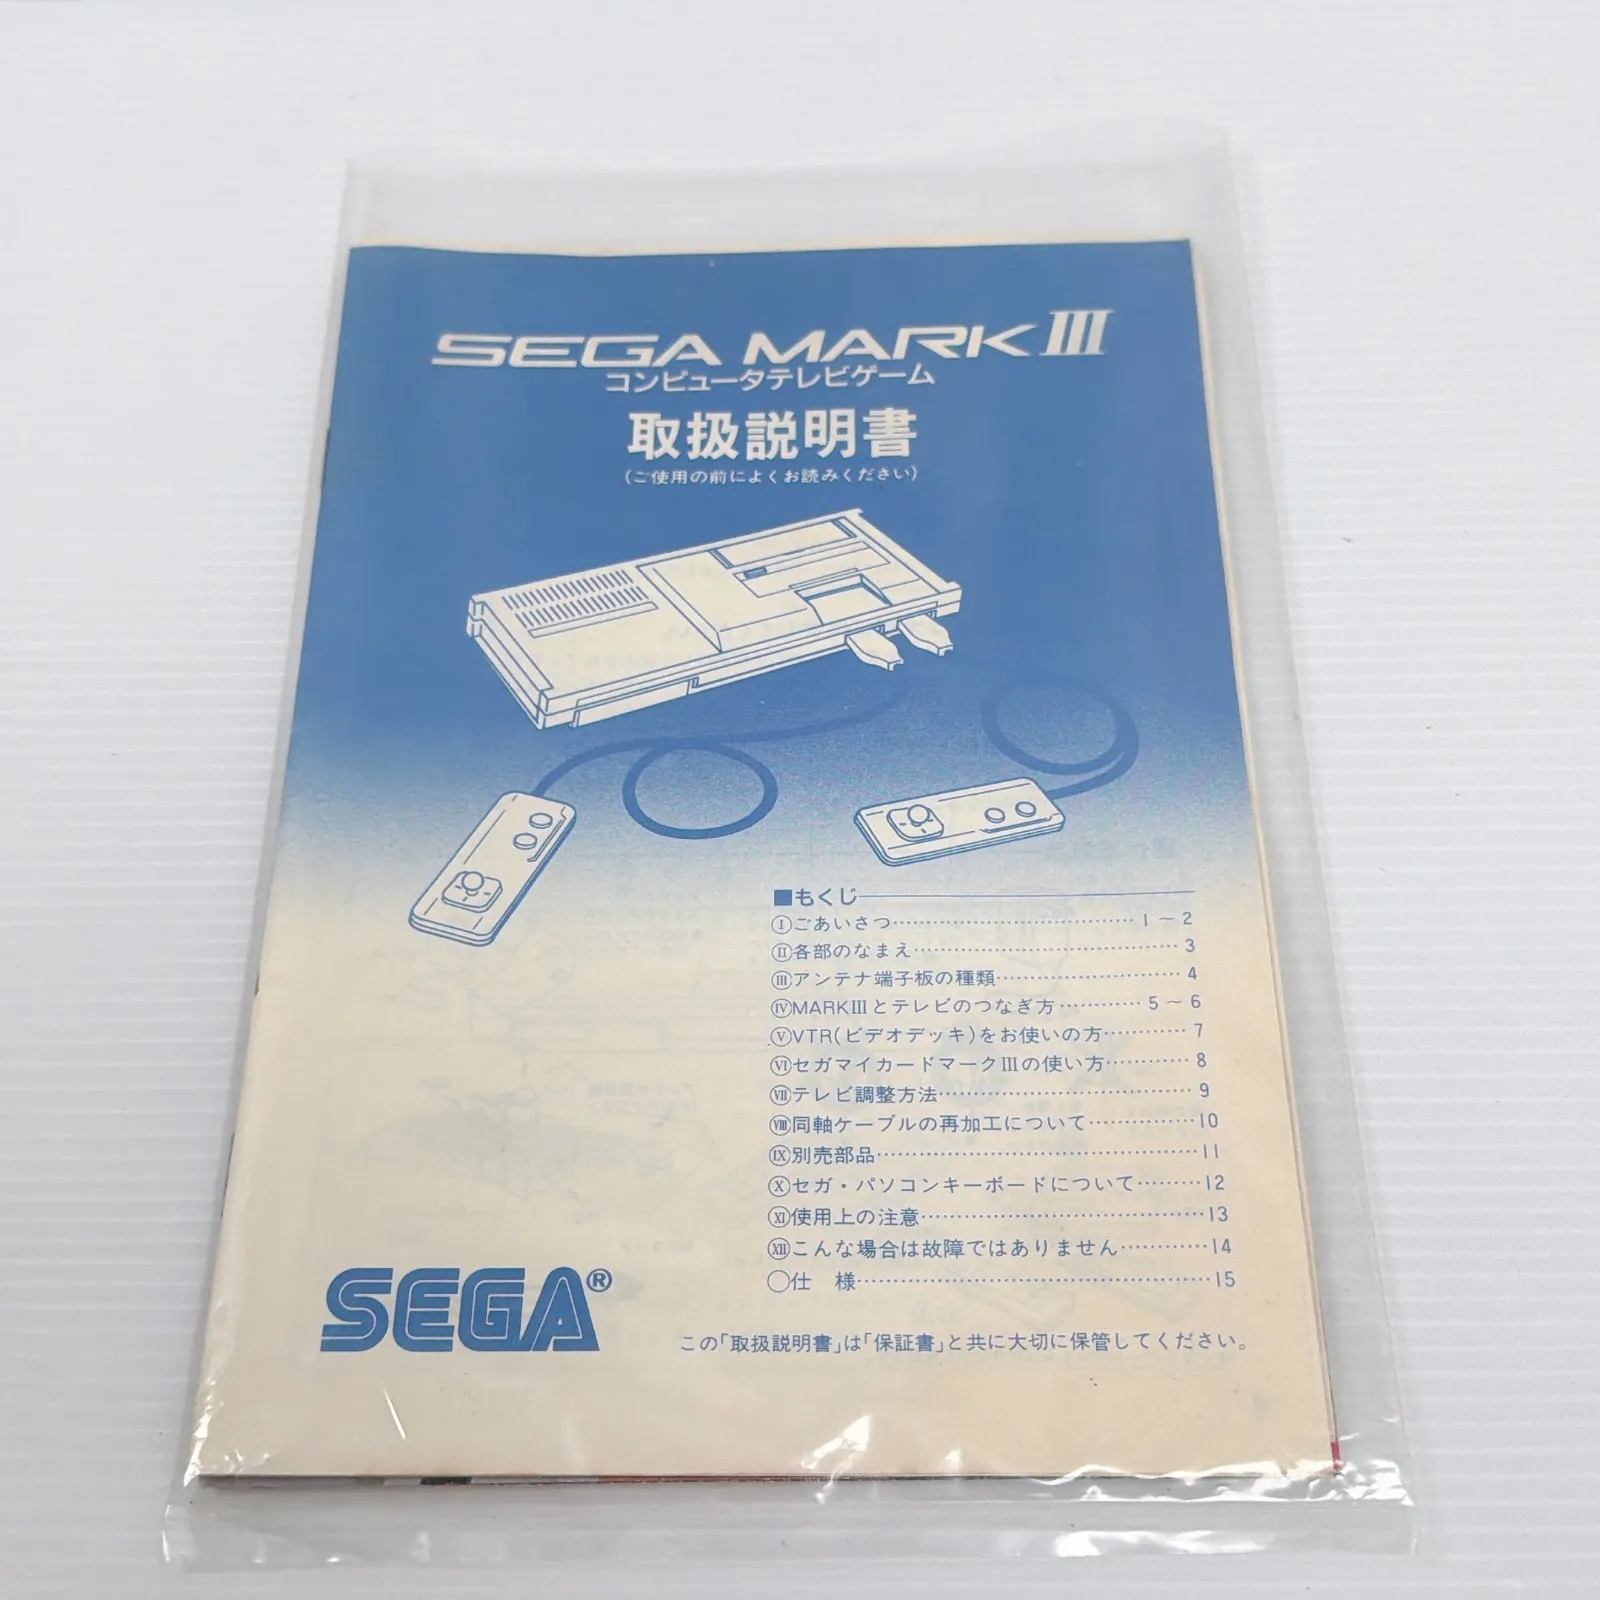 SEGA MARK III
コンピュータテレビゲーム
取扱説明書
(ご使用の前によくお読みください)
■もくじ
Ⓘごあいさつ…………1～2
Ⅱ各部のなまえ…………3
Ⅲアンテナ端子板の種類…………4
ⅣMARKⅢとテレビのつなぎ方…………5～6
ⅤVTR(ビデオデッキ)をお使いの方…………7
ⅥセガマイカードマークⅢの使い方…………8
Ⅶテレビ調整方法…………9
Ⅷ同軸ケーブルの再加工について…………10
Ⅸ別売部品…………11
Ⅹセガ・パソコンキーボードについて…………12
Ⅺ使用上の注意…………13
Ⅻこんな場合は故障ではありません…………14
○仕 様…………15
SEGA®
この「取扱説明書」は「保証書」と共に大切に保管してください。